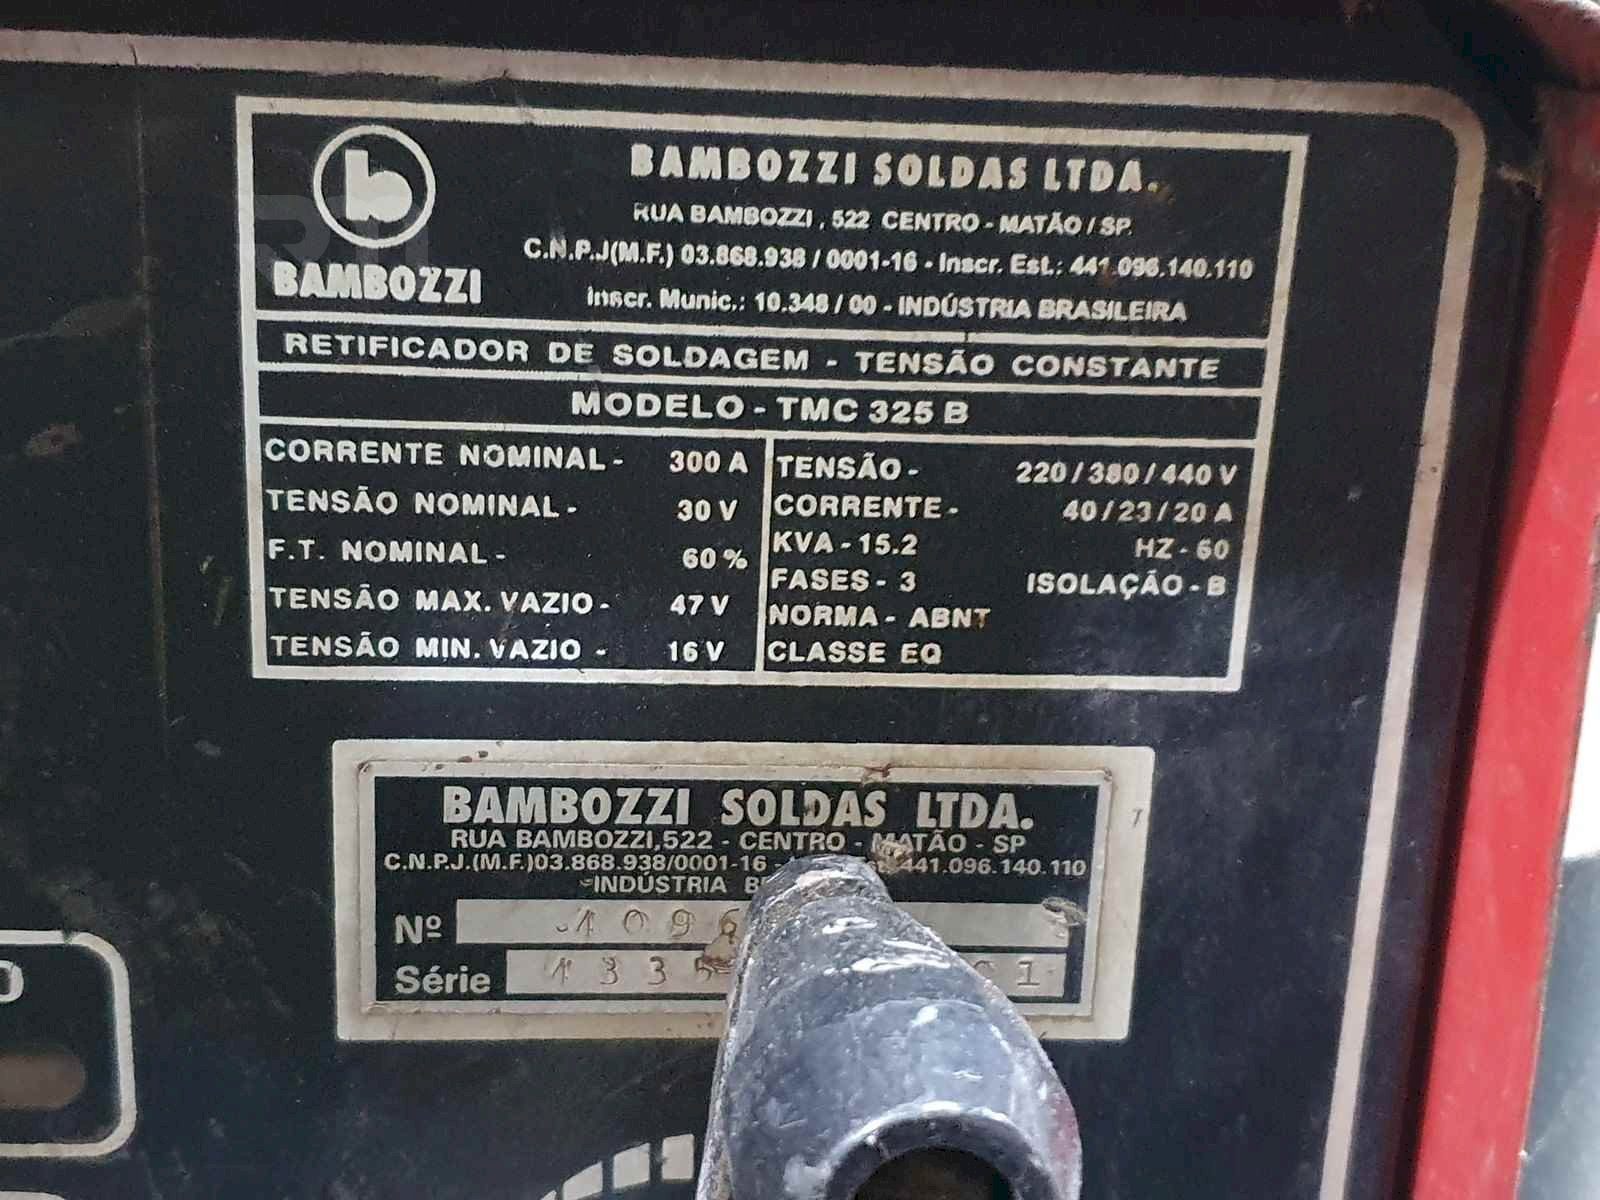 b
BAMBOZZI
BAMBOZZI SOLDAS LTDA.
RUA BAMBOZZI, 522 CENTRO - MATÃO / SP.
C.N.P.J(M.F.) 03.868.938 / 0001-16 - Inscr. Est.: 441.096.140.110
Inscr. Munic.: 10.348 / 00 - INDÚSTRIA BRASILEIRA
RETIFICADOR DE SOLDAGEM - TENSÃO CONSTANTE
MODELO - TMC 325 B
CORRENTE NOMINAL - 300 A
TENSÃO NOMINAL - 30 V
F.T. NOMINAL - 60 %
TENSÃO MAX. VAZIO - 47 V
TENSÃO MIN. VAZIO - 16 V
TENSÃO - 220 / 380 / 440 V
CORRENTE - 40 / 23 / 20 A
KVA - 15.2 HZ - 60
FASES - 3 ISOLAÇÃO - B
NORMA - ABNT
CLASSE EQ
BAMBOZZI SOLDAS LTDA.
RUA BAMBOZZI, 522 - CENTRO - MATÃO - SP
C.N.P.J.(M.F.)03.868.938/0001-16 - 441.096.140.110
INDÚSTRIA
Nº 1096
Série 1335 01